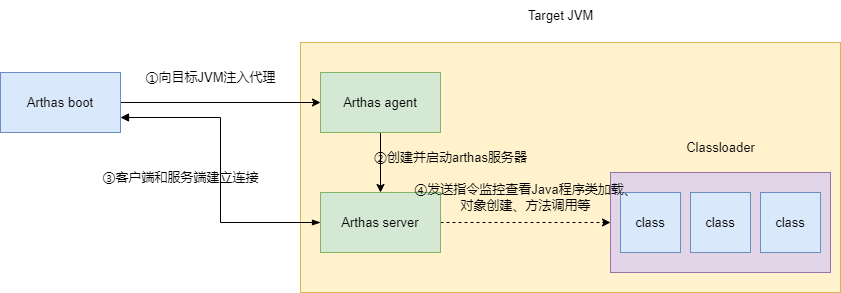 Target JVM
①向目标JVM注入代理
Arthas boot
Arthas agent
②创建并启动arthas服务器
Classloader
③客户端和服务端建立连接
④发送指令监控查看Java程序类加载、
对象创建、方法调用等
Arthas server
class
class
class